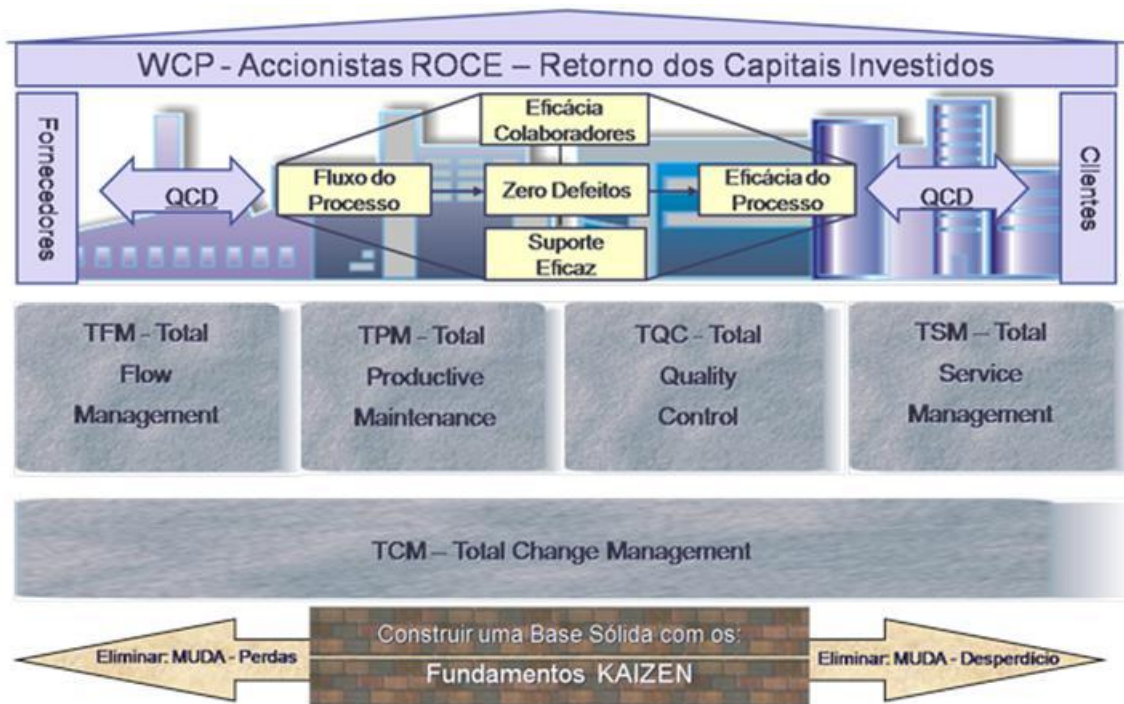 WCP - Accionistas ROCE – Retorno dos Capitais Investidos
Fornecedores
QCD
Fluxo do
Processo
Eficácia
Colaboradores
Zero Defeitos
Suporte
Eficaz
Eficácia do
Processo
QCD
Clientes
TFM - Total
Flow
Management
TPM - Total
Productive
Maintenance
TQC - Total
Quality
Control
TSM – Total
Service
Management
TCM – Total Change Management
Eliminar: MUDA - Perdas
Construir uma Base Sólida com os:
Fundamentos KAIZEN
Eliminar: MUDA - Desperdício